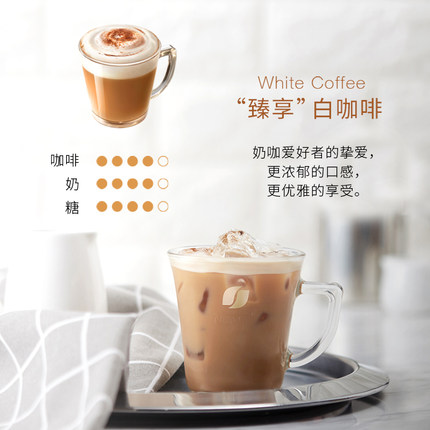 White Coffee
“臻享”白咖啡
咖啡
奶
糖
奶咖爱好者的挚爱，
更浓郁的口感，
更优雅的享受。